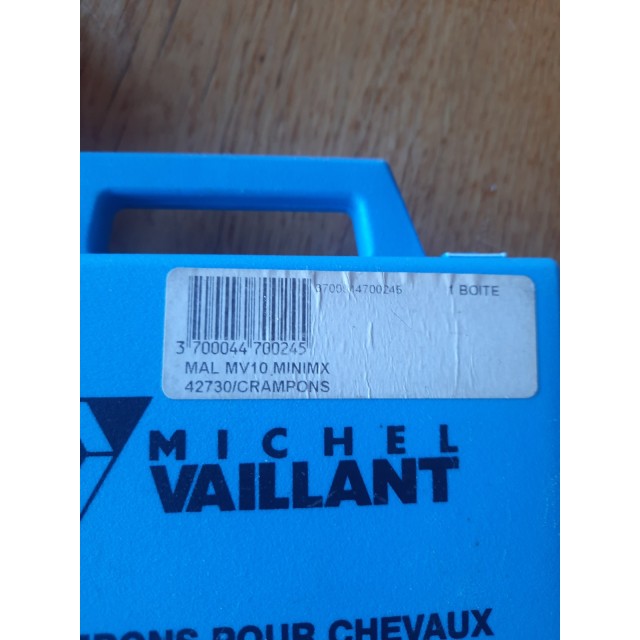 3700044700245 1 BOITE
3 700044 700245
MAL MV10 MINIMX
42730/CRAMPONS
MICHEL
VAILLANT
POUR CHEVAUX